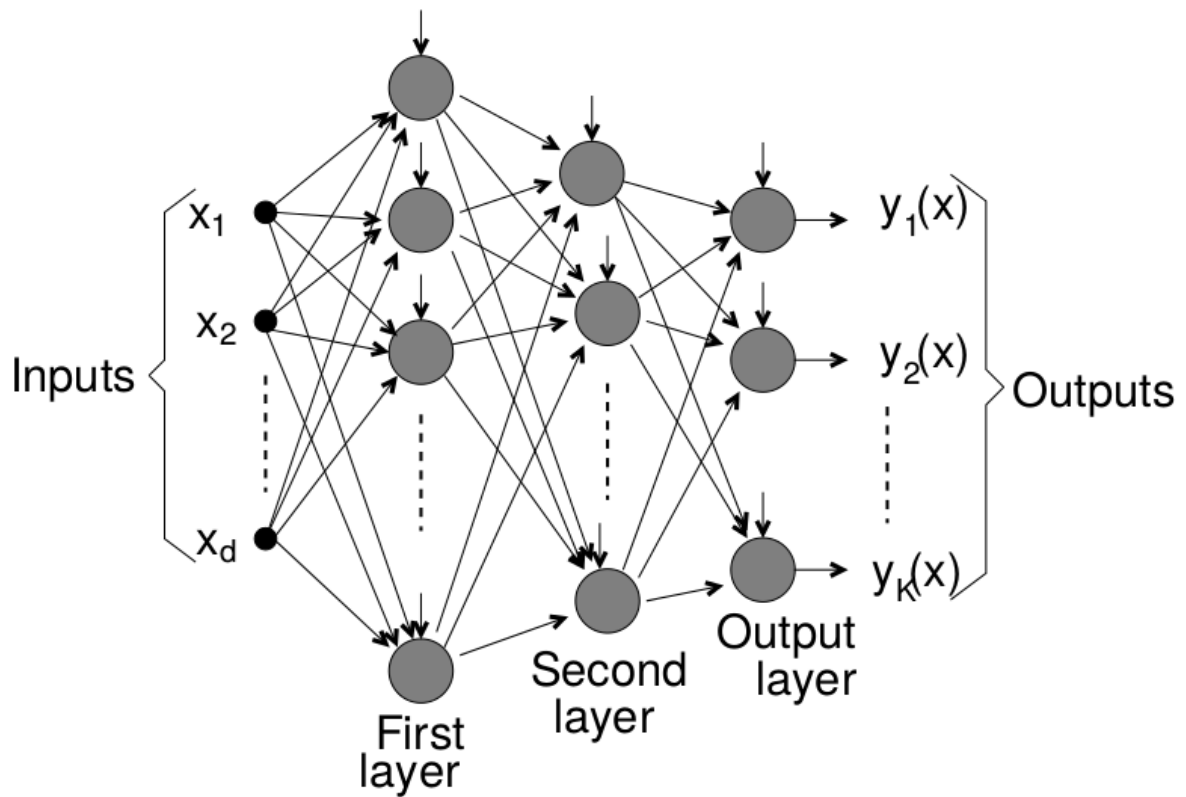 Inputs
x1
x2
xd
First
layer
Second
layer
Output
layer
y1(x)
y2(x)
yK(x)
Outputs